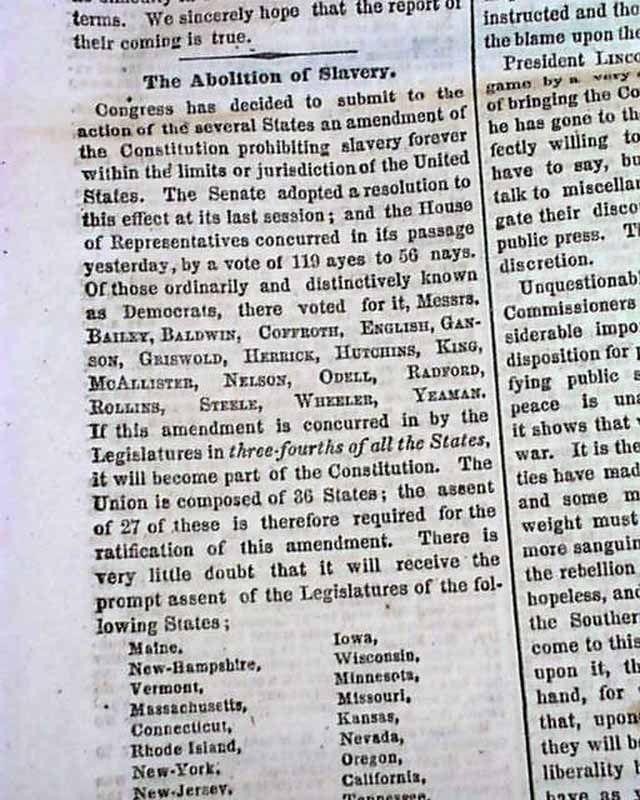 terms. We sincerely hope that the report of
their coming is true.
The Abolition of Slavery.
Congress has decided to submit to the
action of the several States an amendment of
the Constitution prohibiting slavery forever
within the limits or jurisdiction of the United
States. The Senate adopted a resolution to
this effect at its last session; and the House
of Representatives concurred in its passage
yesterday, by a vote of 119 ayes to 56 nays.
Of those ordinarily and distinctively known
as Democrats, there voted for it, Messrs.
BAILEY, BALDWIN, COFFROTH, ENGLISH, GAN-
SON, GRISWOLD, HERRICK, HUTCHINS, KING,
MCALLISTER, NELSON, ODELL, RADFORD,
ROLLINS, STEELE, WHEELER, YEAMAN.
If this amendment is concurred in by the
Legislatures in three-fourths of all the States,
it will become part of the Constitution. The
Union is composed of 36 States; the assent
of 27 of these is therefore required for the
ratification of this amendment. There is
very little doubt that it will receive the
prompt assent of the Legislatures of the fol-
lowing States;
Maine,
New-Hampshire,
Vermont,
Massachusetts,
Connecticut,
Rhode Island,
New-York,
New-Jersey,
Iowa,
Wisconsin,
Minnesota,
Missouri,
Kansas,
Nevada,
Oregon,
California,
Tennessee,
instructed and tho
the blame upon the
President LINCO
game by a very
of bringing the Co
he has gone to th
fectly willing to
have to say, bu
talk to miscellan
gate their disco
public press. T
discretion.
Unquestionabl
Commissioners
siderable impo
disposition for p
fying public s
peace is una
it shows that
war. It is the
ties have mad
and some m
weight must
more sanguin
the rebellion
hopeless, and
the Souther
come to this
upon it, th
hand, for
that, upon
they will b
liberality b
have as